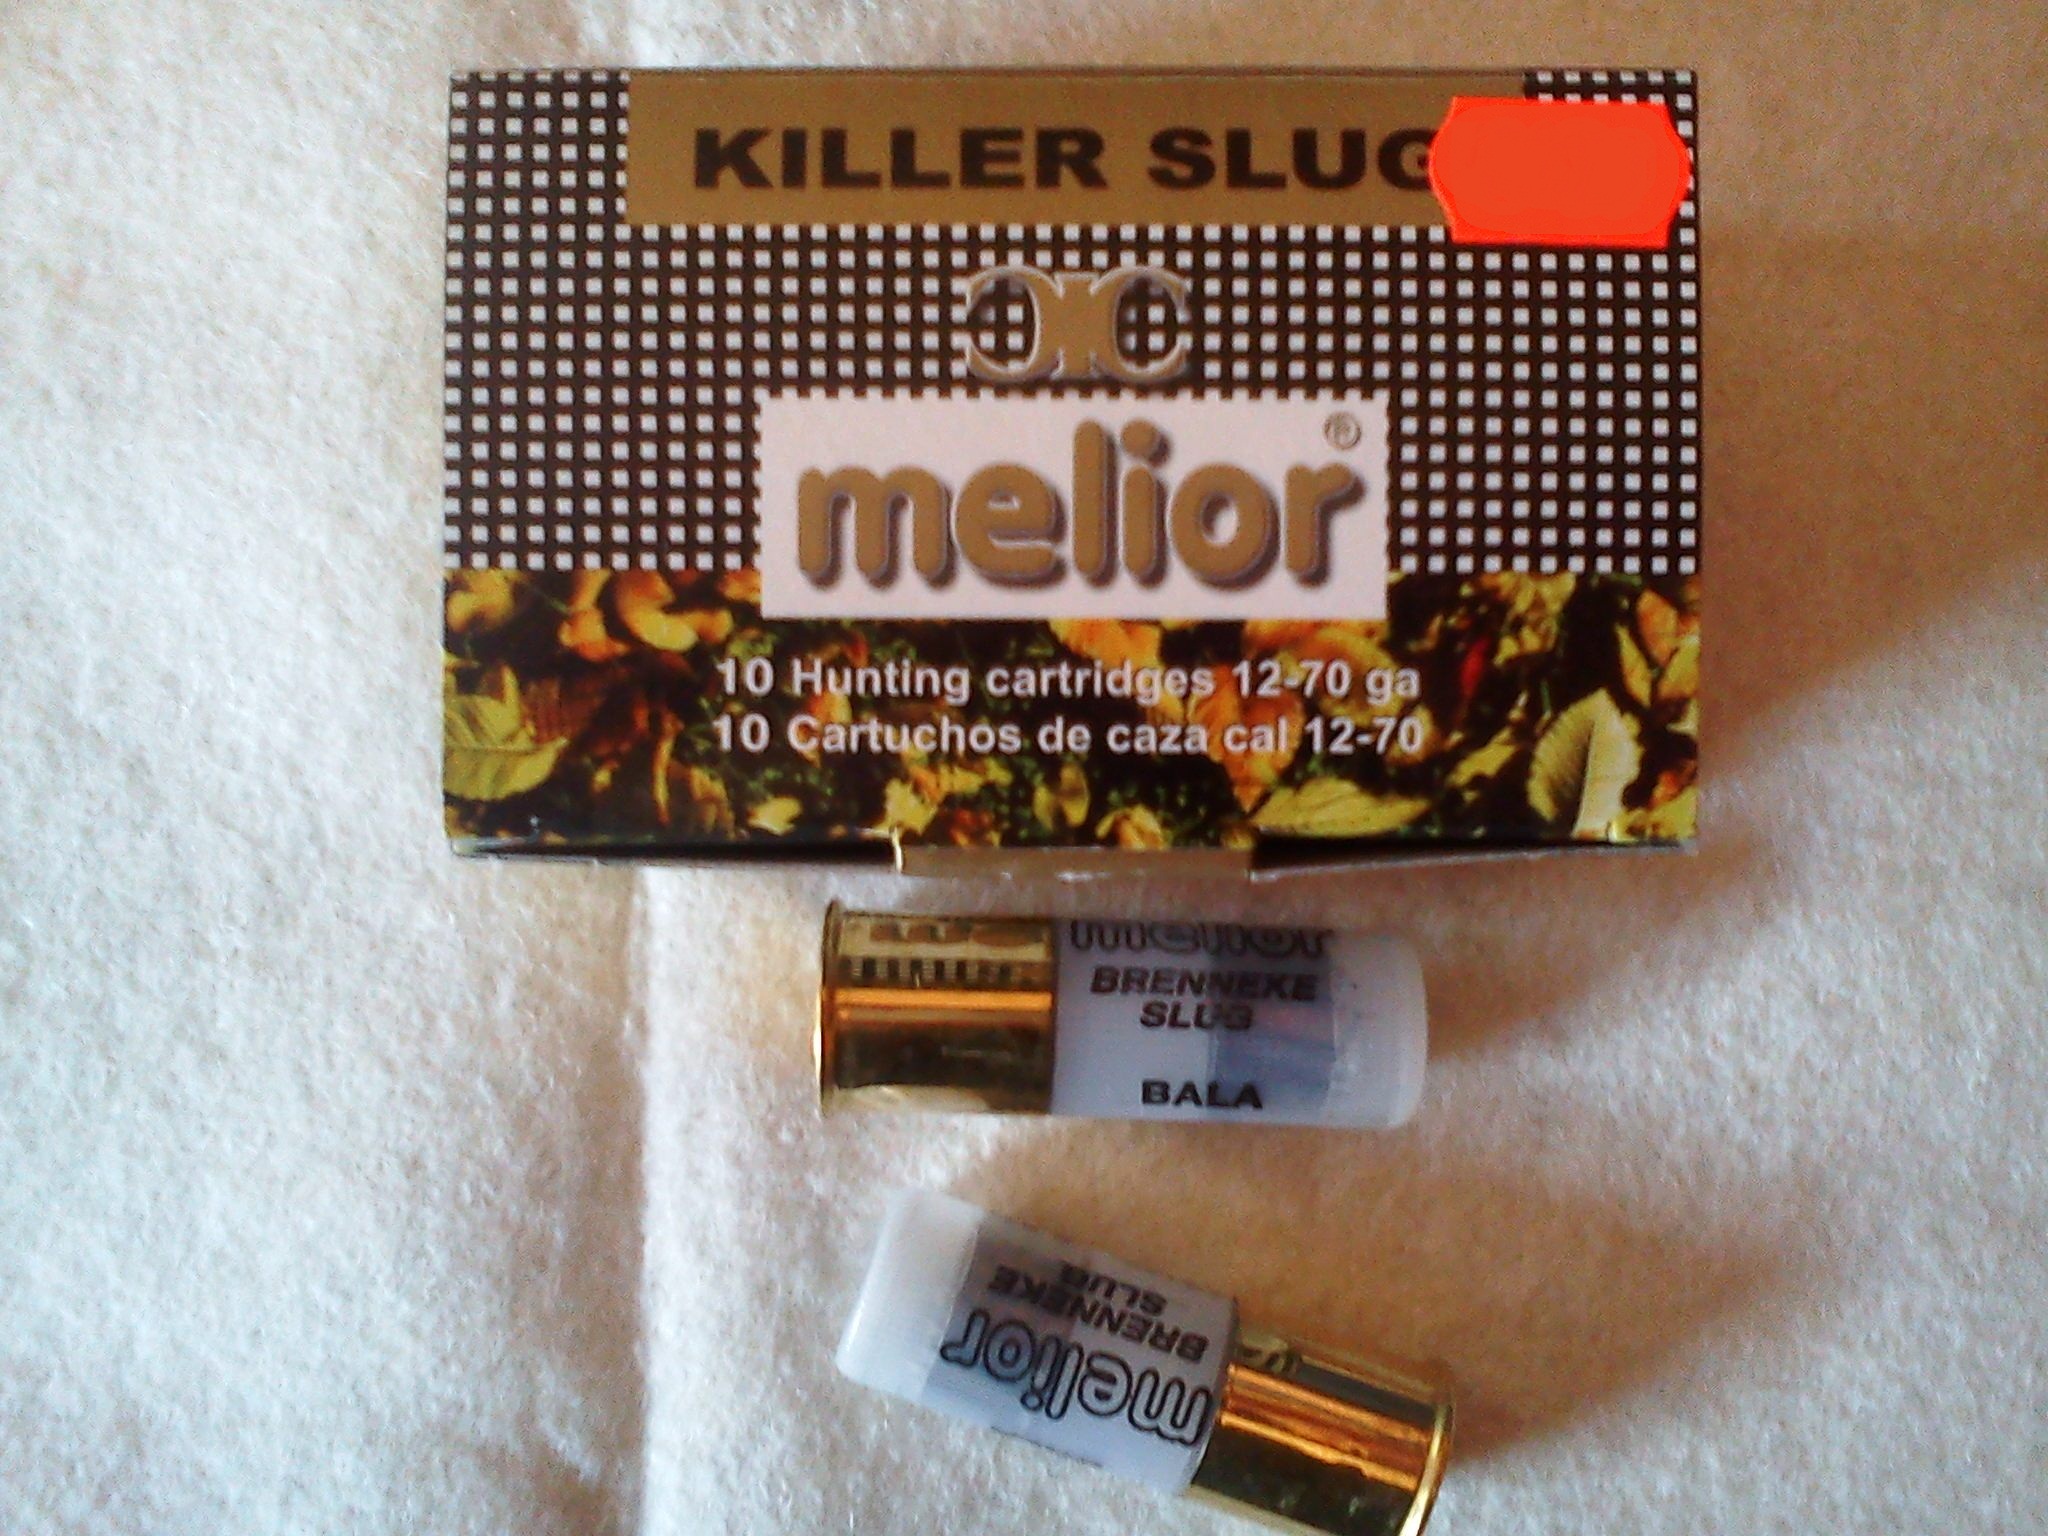 KILLER SLUG
melior®
10 Hunting cartridges 12-70 ga
10 Cartuchos de caza cal 12-70
melior
BRENNEKE
SLUG
BALA
melior
BRENNEKE
SLUG